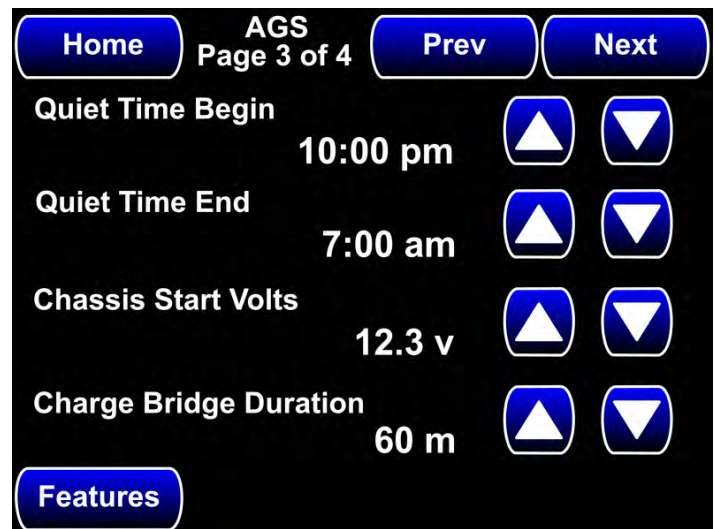 Home
AGS
Page 3 of 4
Prev
Next
Quiet Time Begin
10:00 pm
Quiet Time End
7:00 am
Chassis Start Volts
12.3 v
Charge Bridge Duration
60 m
Features